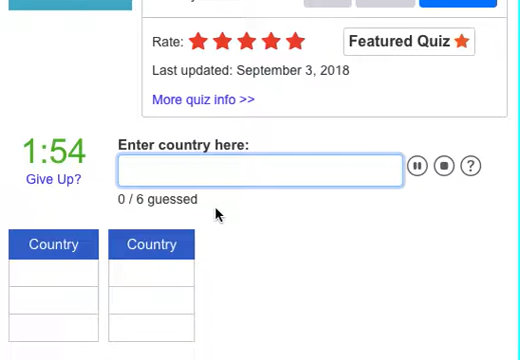 Rate:
Featured Quiz
Last updated: September 3, 2018
More quiz info >>
1:54
Give Up?
Enter country here:
0 / 6 guessed
Country Country